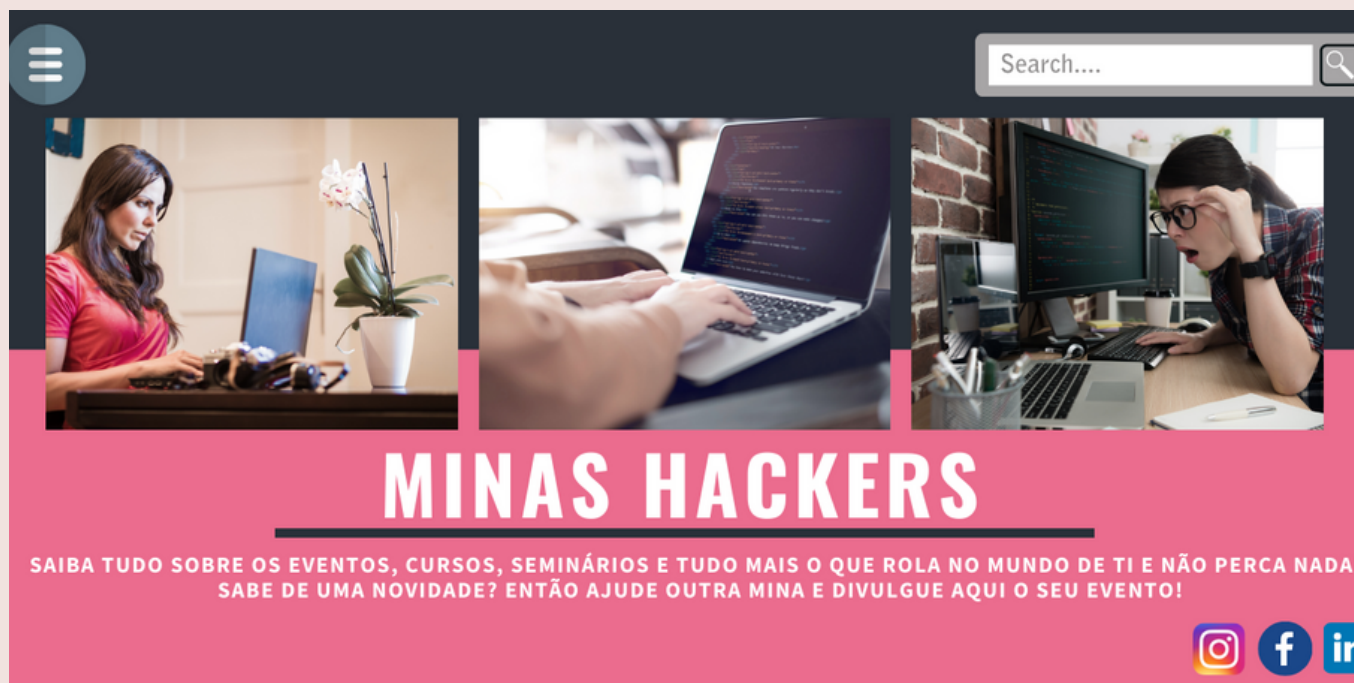 Search....
MINAS HACKERS
SAIBA TUDO SOBRE OS EVENTOS, CURSOS, SEMINÁRIOS E TUDO MAIS O QUE ROLA NO MUNDO DE TI E NÃO PERCA NADA
SABE DE UMA NOVIDADE? ENTÃO AJUDE OUTRA MINA E DIVULGUE AQUI O SEU EVENTO!
f
in